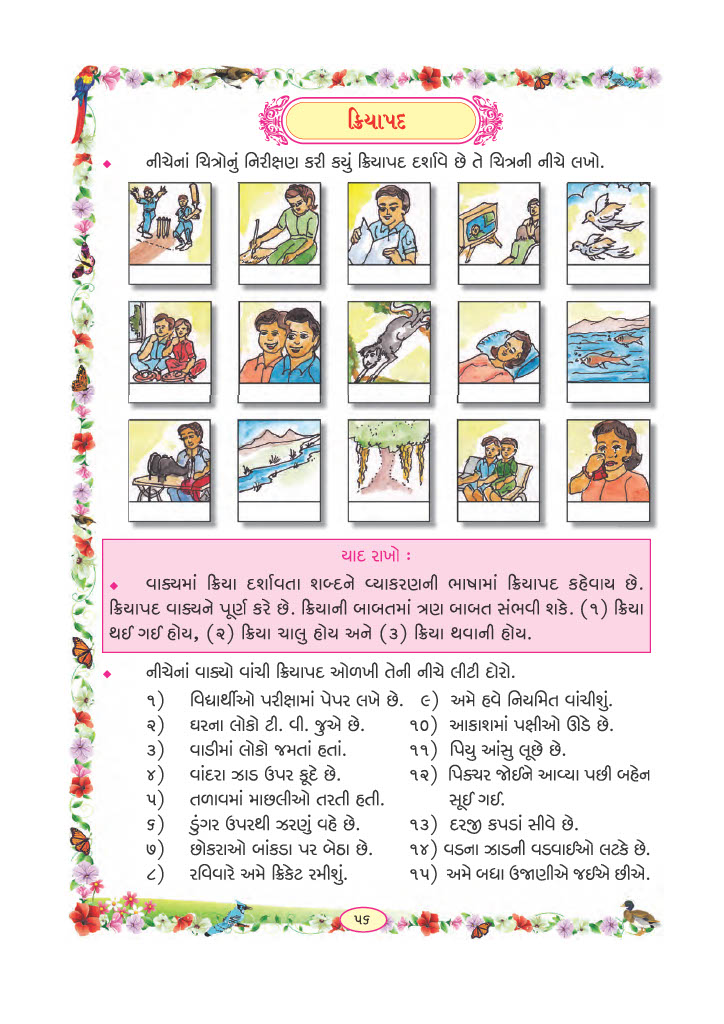 ક્રિયાપદ
નીચેનાં ચિત્રોનું નિરીક્ષણ કરી કયું ક્રિયાપદ દર્શાવે છે તે ચિત્રની નીચે લખો.
યાદ રાખો :
વાક્યમાં ક્રિયા દર્શાવતા શબ્દને વ્યાકરણની ભાષામાં ક્રિયાપદ કહેવાય છે.
ક્રિયાપદ વાક્યને પૂર્ણ કરે છે. ક્રિયાની બાબતમાં ત્રણ બાબત સંભવી શકે. (૧) ક્રિયા
થઈ ગઈ હોય, (૨) ક્રિયા ચાલુ હોય અને (૩) ક્રિયા થવાની હોય.
નીચેનાં વાક્યો વાંચી ક્રિયાપદ ઓળખી તેની નીચે લીટી દોરો.
૧) વિદ્યાર્થીઓ પરીક્ષામાં પેપર લખે છે.
૨) ઘરના લોકો ટી. વી. જુએ છે.
૩) વાડીમાં લોકો જમતાં હતાં.
૪) વાંદરા ઝાડ ઉપર કૂદે છે.
૫) તળાવમાં માછલીઓ તરતી હતી.
૬) ડુંગર ઉપરથી ઝરણું વહે છે.
૭) છોકરાઓ બાંકડા પર બેઠા છે.
૮) રવિવારે અમે ક્રિકેટ રમીશું.
૯) અમે હવે નિયમિત વાંચીશું.
૧૦) આકાશમાં પક્ષીઓ ઊડે છે.
૧૧) પિયુ આંસુ લૂછે છે.
૧૨) પિક્ચર જોઈને આવ્યા પછી બહેન
સૂઈ ગઈ.
૧૩) દરજી કપડાં સીવે છે.
૧૪) વડના ઝાડની વડવાઈઓ લટકે છે.
૧૫) અમે બધા ઉજાણીએ જઈએ છીએ.
૫૬